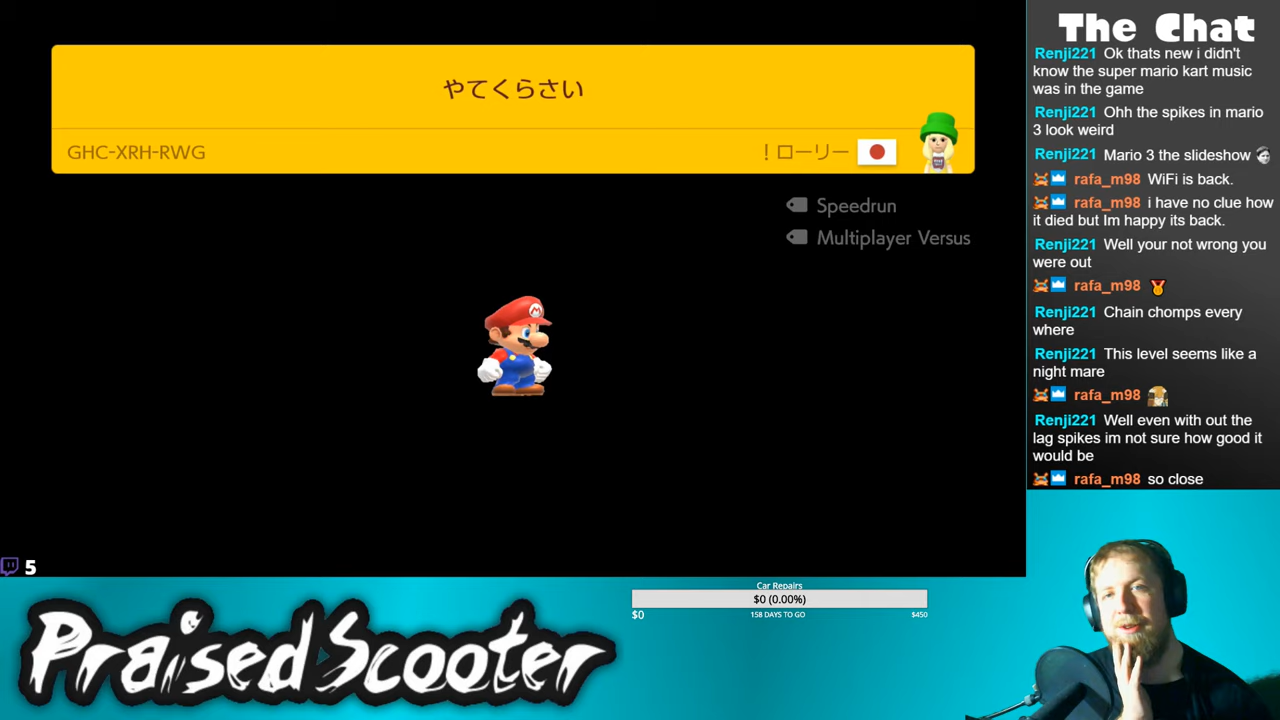 やてくらさい
GHC-XRH-RWG
！ローリー
Speedrun
Multiplayer Versus
5
The Chat
Renji221 Ok thats new i didn't
know the super mario kart music
was in the game
Renji221 Ohh the spikes in mario
3 look weird
Renji221 Mario 3 the slideshow
rafa_m98 WiFi is back.
rafa_m98 i have no clue how
it died but Im happy its back.
Renji221 Well your not wrong you
were out
rafa_m98
Renji221 Chain chomps every
where
Renji221 This level seems like a
night mare
rafa_m98
Renji221 Well even with out the
lag spikes im not sure how good it
would be
rafa_m98 so close
Car Repairs
$0 (0.00%)
$0 158 DAYS TO GO $450
PraisedScooter